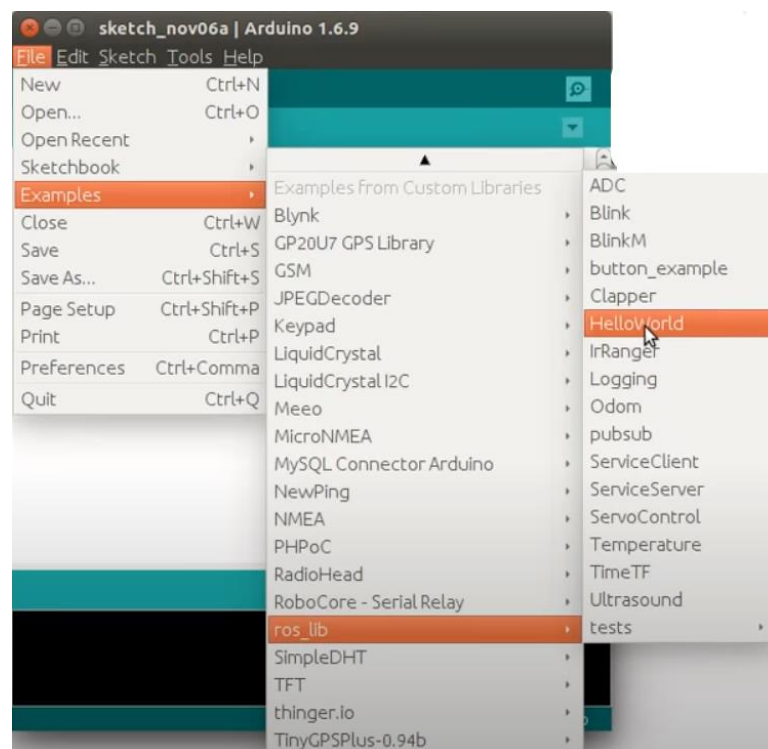 sketch_nov06a | Arduino 1.6.9
File Edit Sketch Tools Help
New Ctrl+N
Open... Ctrl+O
Open Recent
Sketchbook
Examples
Close Ctrl+W
Save Ctrl+S
Save As... Ctrl+Shift+S
Page Setup Ctrl+Shift+P
Print Ctrl+P
Preferences Ctrl+Comma
Quit Ctrl+Q
Examples from Custom Libraries
Blynk
GP20U7 GPS Library
GSM
JPEGDecoder
Keypad
LiquidCrystal
LiquidCrystal I2C
Meeo
MicroNMEA
MySQL Connector Arduino
NewPing
NMEA
PHPoC
RadioHead
RoboCore - Serial Relay
ros_lib
SimpleDHT
TFT
thinger.io
TinyGPSPlus-0.94b
ADC
Blink
BlinkM
button_example
Clapper
HelloWorld
IrRanger
Logging
Odom
pubsub
ServiceClient
ServiceServer
ServoControl
Temperature
TimeTF
Ultrasound
tests